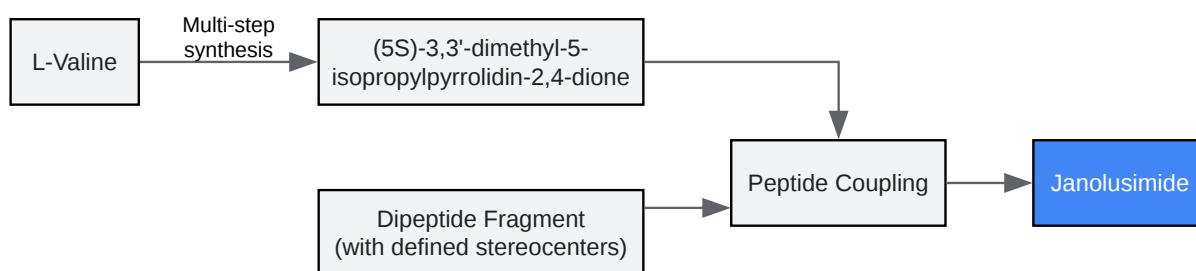 L-Valine
Multi-step
synthesis
(5S)-3,3'-dimethyl-5-
isopropylpyrrolidin-2,4-dione
Dipeptide Fragment
(with defined stereocenters)
Peptide Coupling
Janolusimide